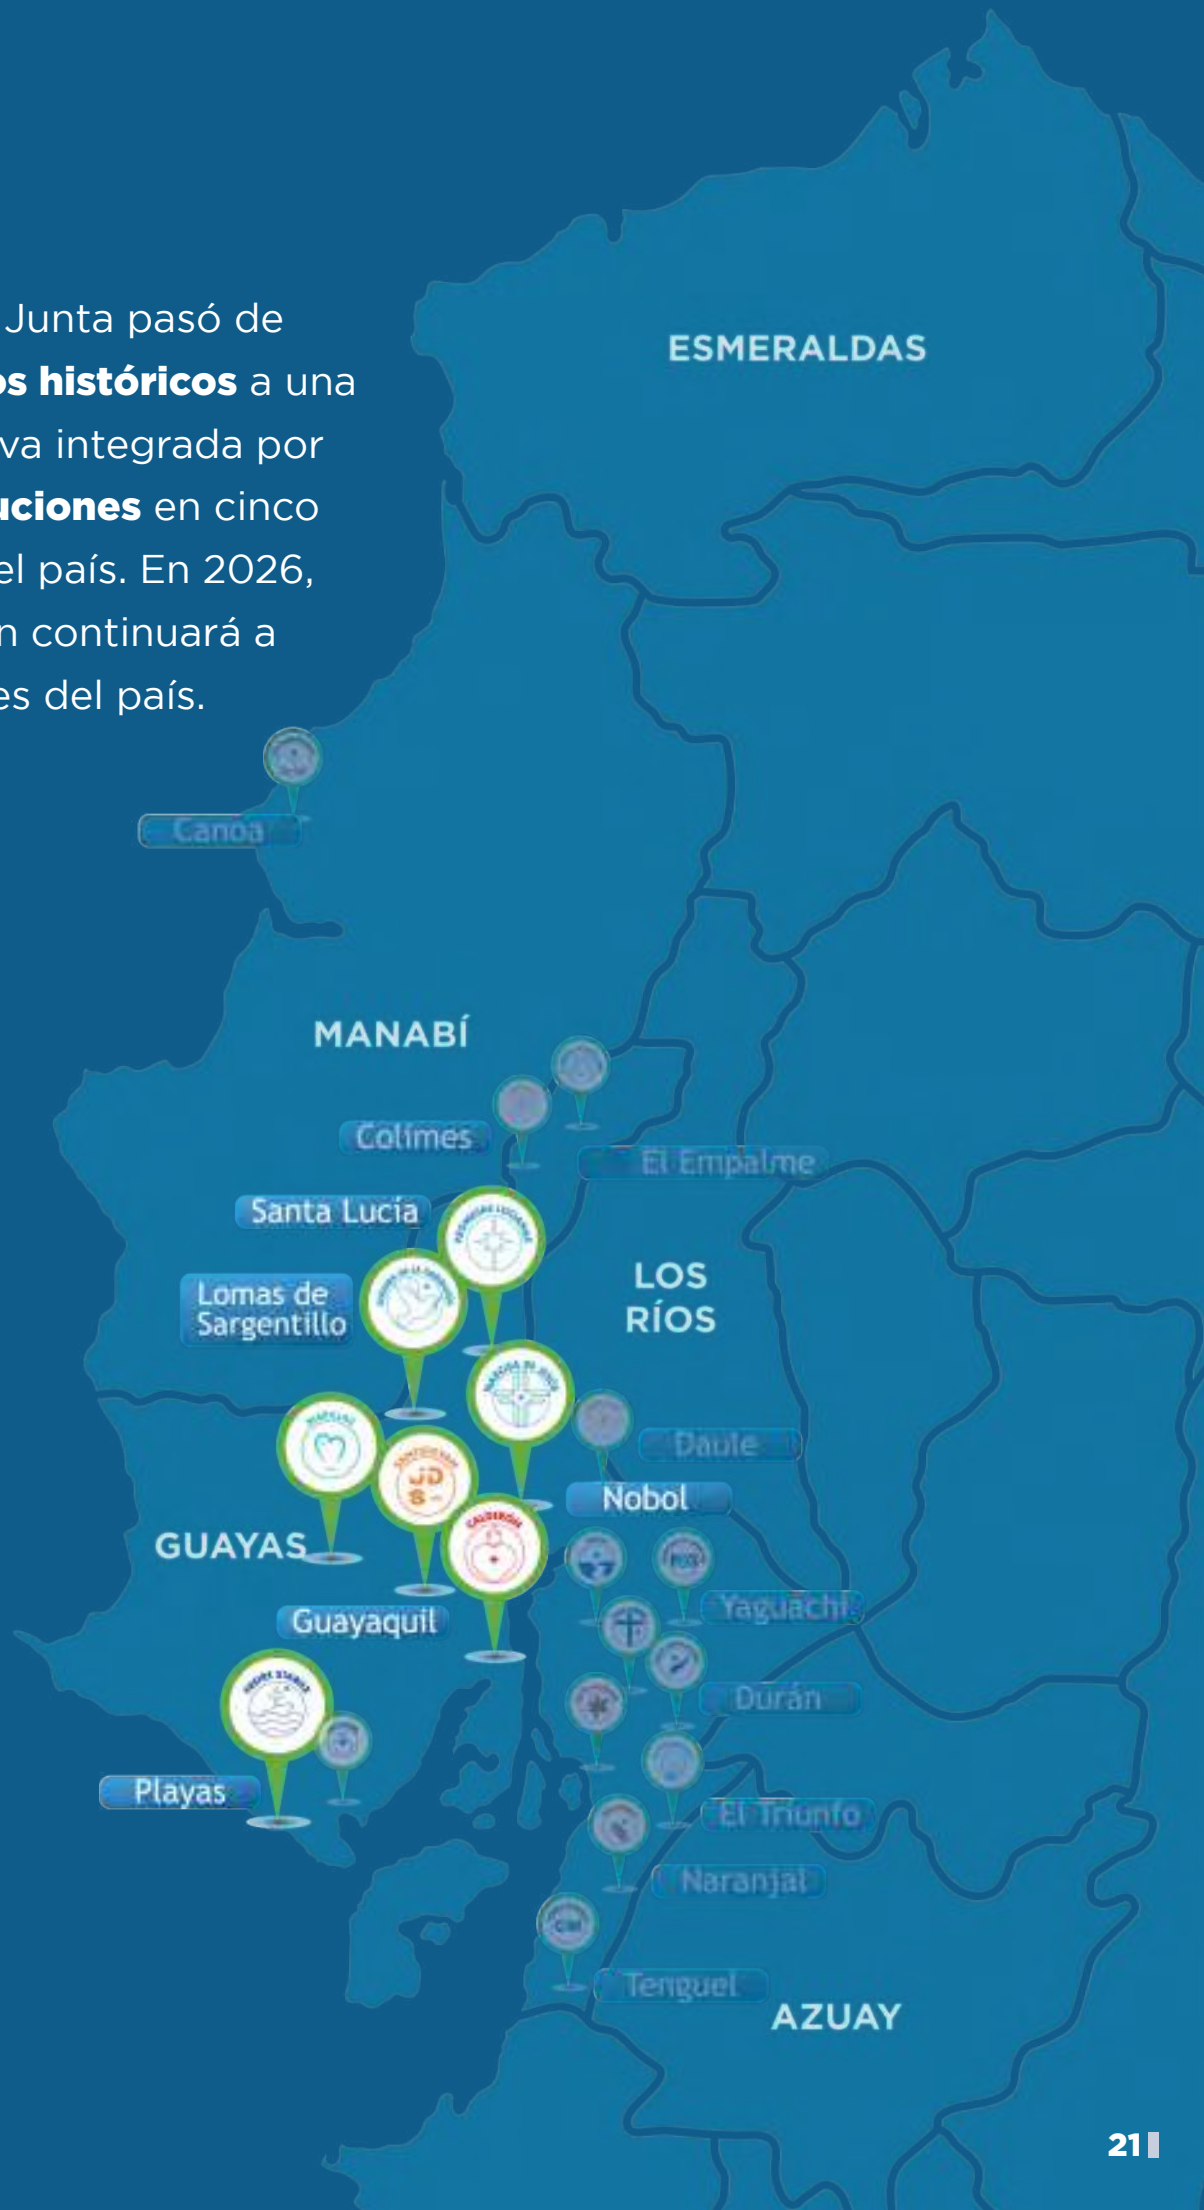 Junta pasó de
os históricos a una
va integrada por
uciones en cinco
el país. En 2026,
n continuará a
es del país.
ESMERALDAS
Canoa
MANABÍ
Colimes
El Empalme
Santa Lucía
Lomas de
Sargentillo
LOS
RÍOS
Daule
Nobol
GUAYAS
CALDERÓN
Yaguachi
Guayaquil
Durán
Playas
El Triunfo
Naranjal
Tenguel
AZUAY
21